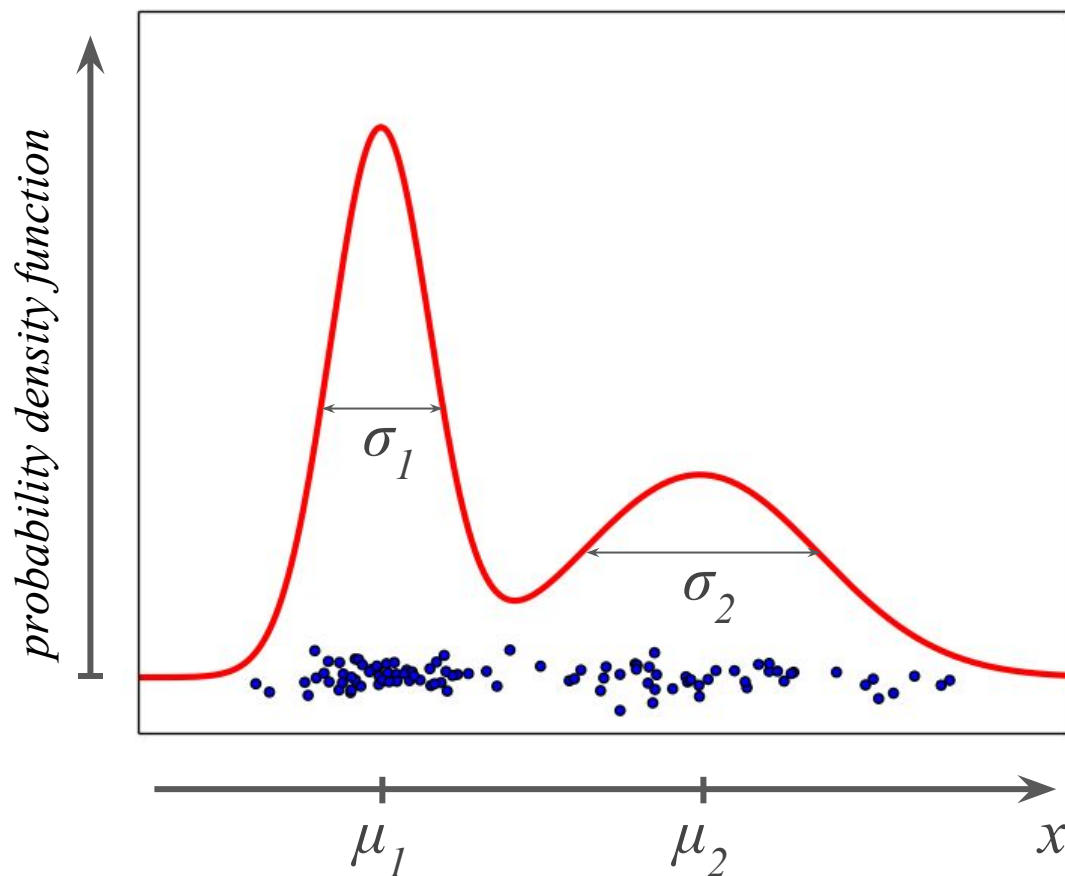 probability density function
σ1
σ2
μ1
μ2
x